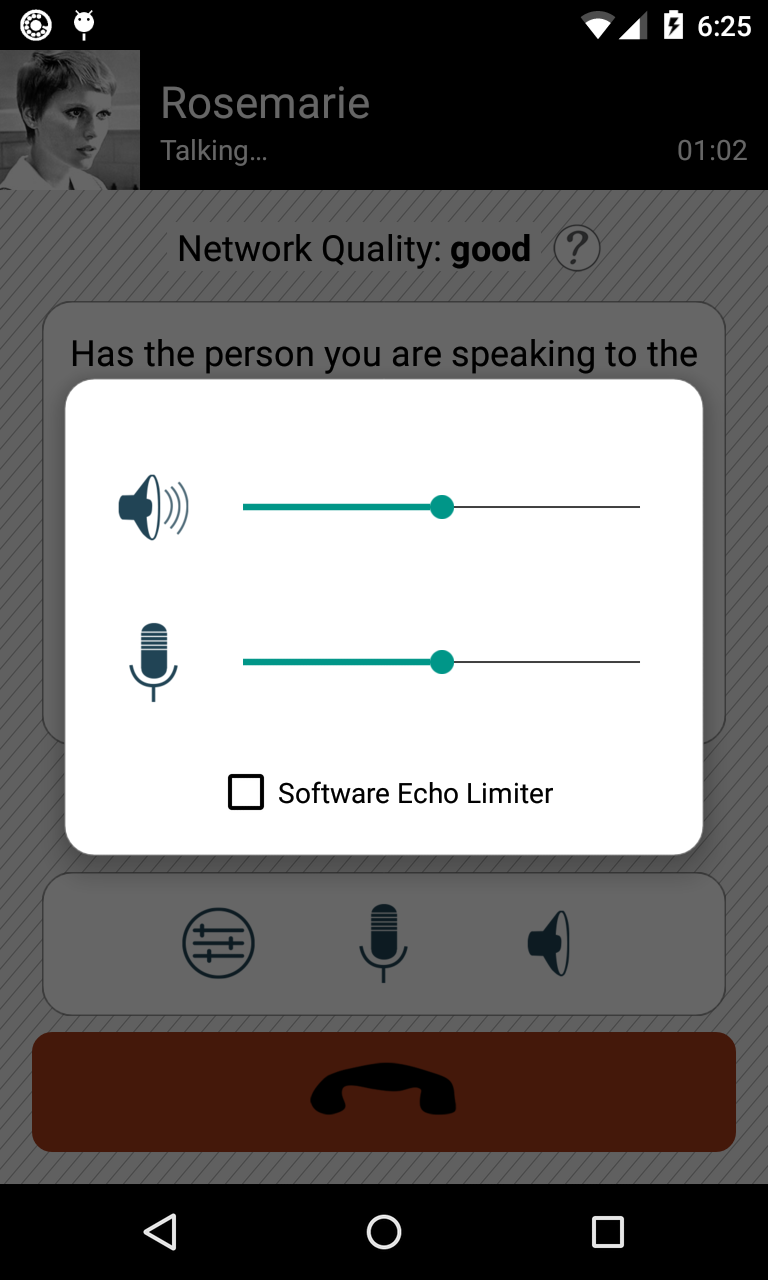 6:25
Rosemarie
Talking... 01:02
Network Quality: good ?
Has the person you are speaking to the
Software Echo Limiter